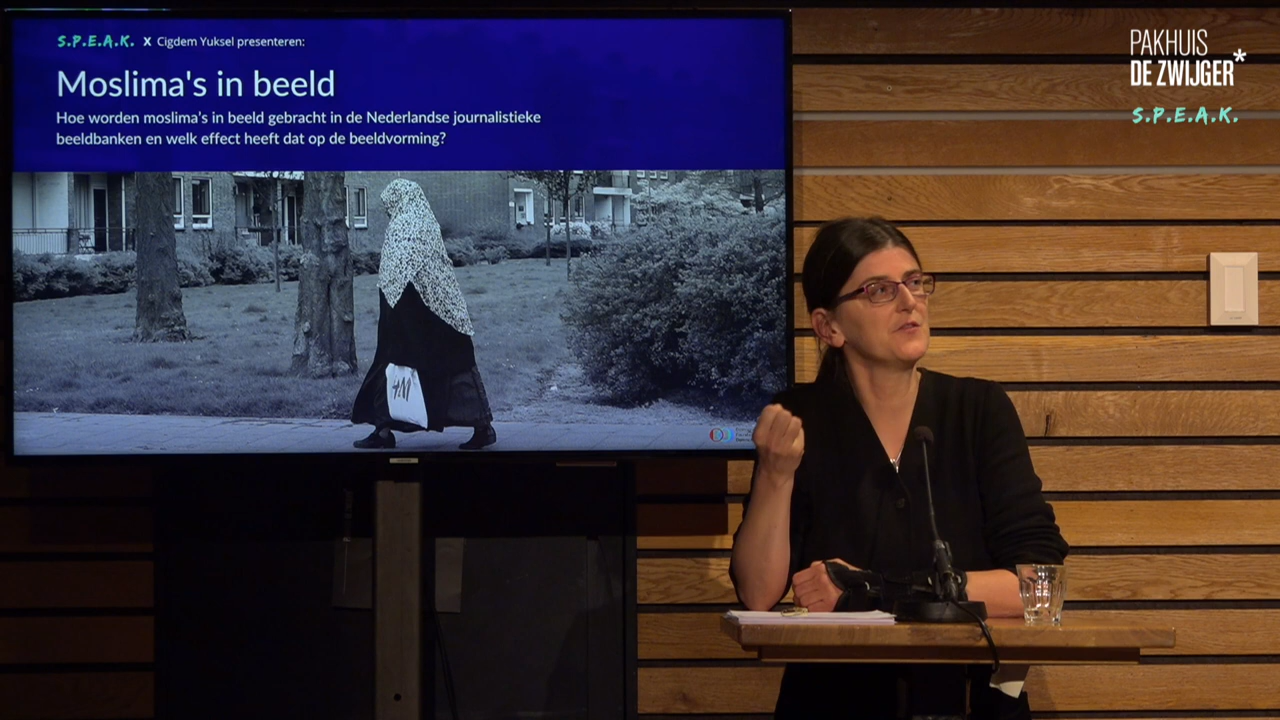 S.P.E.A.K. X Cigdem Yuksel presenteren:
Moslima's in beeld
Hoe worden moslima's in beeld gebracht in de Nederlandse journalistieke
beeldbanken en welk effect heeft dat op de beeldvorming?
H&M
PAKHUIS
DE ZWIJGER*
S.P.E.A.K.